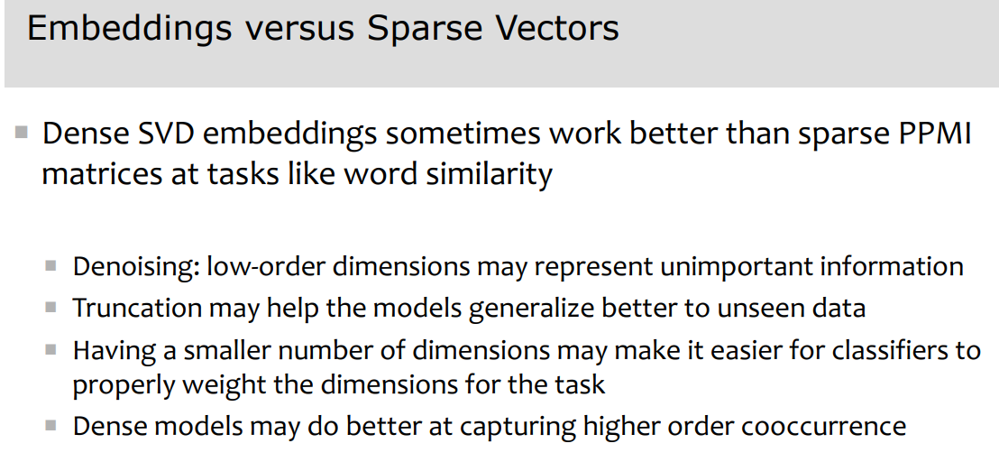 Embeddings versus Sparse Vectors
Dense SVD embeddings sometimes work better than sparse PPMI
matrices at tasks like word similarity
Denoising: low-order dimensions may represent unimportant information
Truncation may help the models generalize better to unseen data
Having a smaller number of dimensions may make it easier for classifiers to
properly weight the dimensions for the task
Dense models may do better at capturing higher order cooccurrence